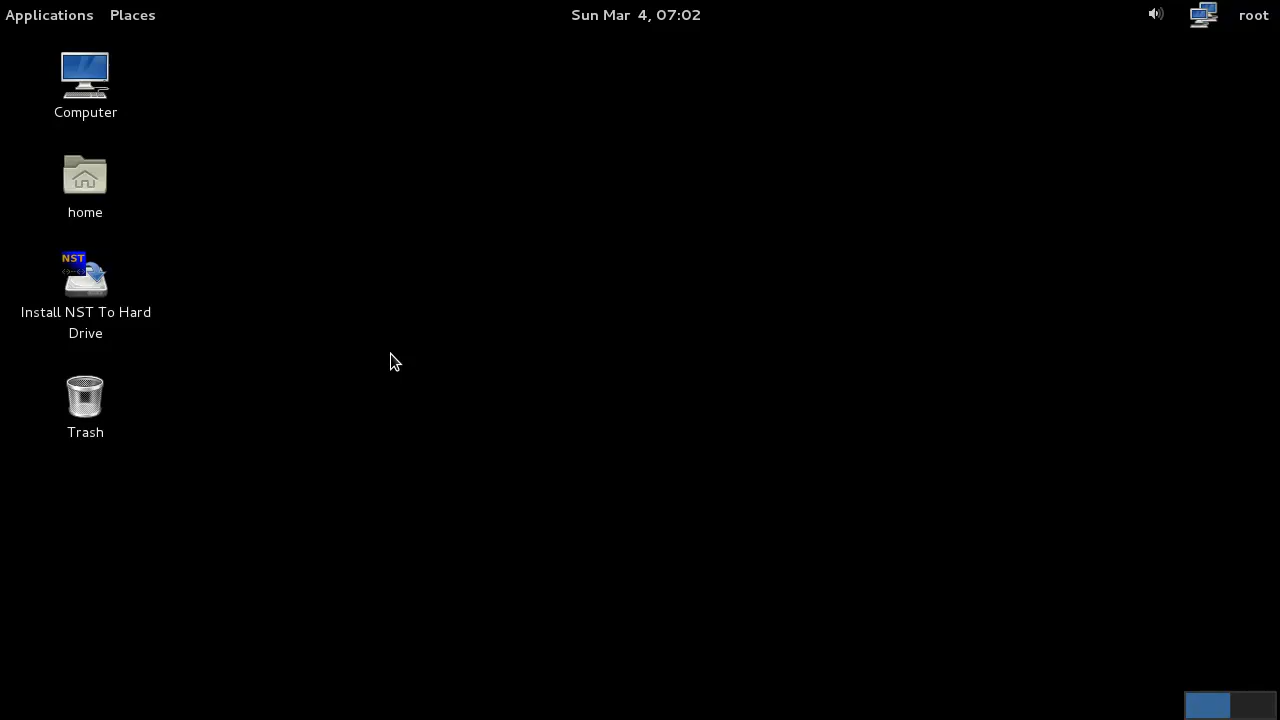 Applications Places Sun Mar 4, 07:02 root
Computer
home
NST
Install NST To Hard
Drive
Trash